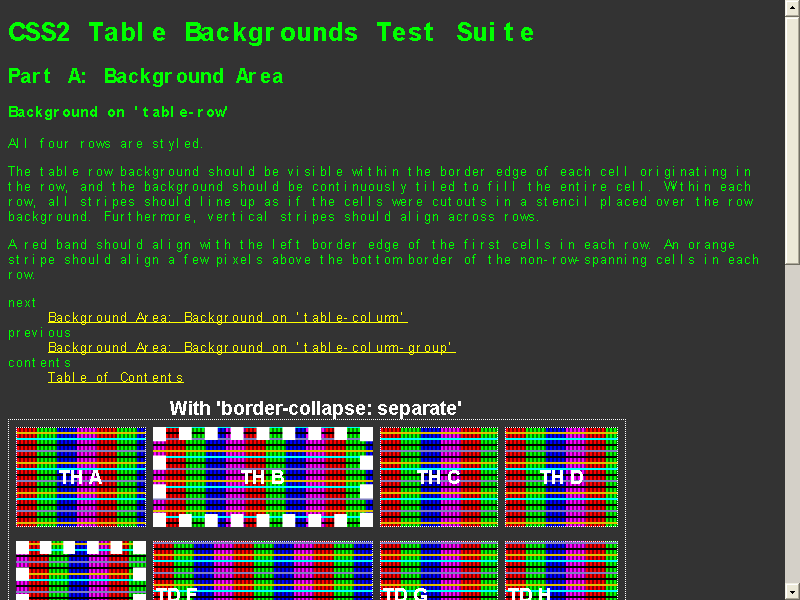 CSS2 Table Backgrounds Test Suite
Part A: Background Area
Background on 'table-row'
All four rows are styled.
The table row background should be visible within the border edge of each cell originating in
the row, and the background should be continuously tiled to fill the entire cell. Within each
row, all stripes should line up as if the cells were cutouts in a stencil placed over the row
background. Furthermore, vertical stripes should align across rows.
A red band should align with the left border edge of the first cells in each row. An orange
stripe should align a few pixels above the bottom border of the non-row-spanning cells in each
row.
next
Background Area: Background on 'table-column'
previous
Background Area: Background on 'table-column-group'
contents
Table of Contents
With 'border-collapse: separate'
TH A TH B TH C TH D
TD F TD G TD H